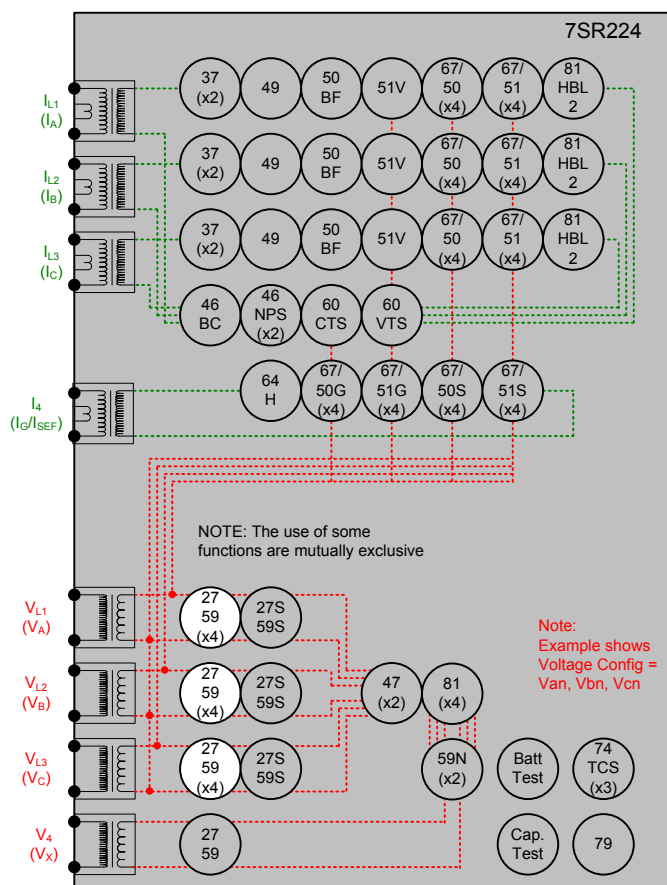 7SR224
IL1
(IA)
37
(x2)
49
50
BF
51V
67/
50
(x4)
67/
51
(x4)
81
HBL
2
IL2
(IB)
37
(x2)
49
50
BF
51V
67/
50
(x4)
67/
51
(x4)
81
HBL
2
IL3
(IC)
37
(x2)
49
50
BF
51V
67/
50
(x4)
67/
51
(x4)
81
HBL
2
46
BC
46
NPS
(x2)
60
CTS
60
VTS
I4
(IG/ISEF)
64
H
67/
50G
(x4)
67/
51G
(x4)
67/
50S
(x4)
67/
51S
(x4)
NOTE: The use of some
functions are mutually exclusive
VL1
(VA)
27
59
(x4)
27S
59S
Note:
Example shows
Voltage Config =
Van, Vbn, Vcn
VL2
(VB)
27
59
(x4)
27S
59S
47
(x2)
81
(x4)
VL3
(VC)
27
59
(x4)
27S
59S
59N
(x2)
Batt
Test
74
TCS
(x3)
V4
(VX)
27
59
Cap.
Test
79